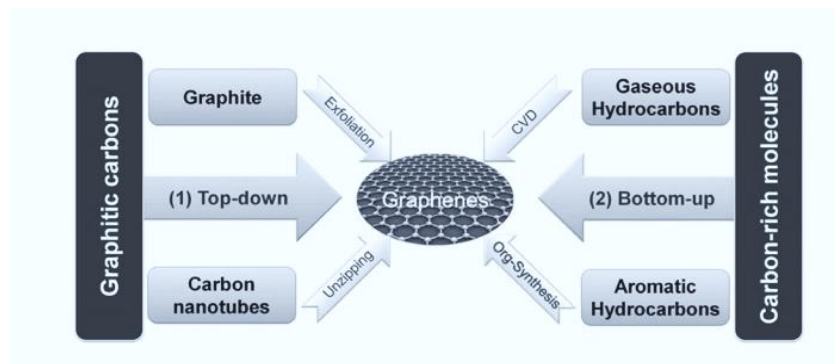 Graphitic carbons
Graphite
Exfoliation
(1) Top-down
Carbon
nanotubes
Unzipping
Graphenes
Gaseous
Hydrocarbons
CVD
(2) Bottom-up
Aromatic
Hydrocarbons
Org-Synthesis
Carbon-rich molecules